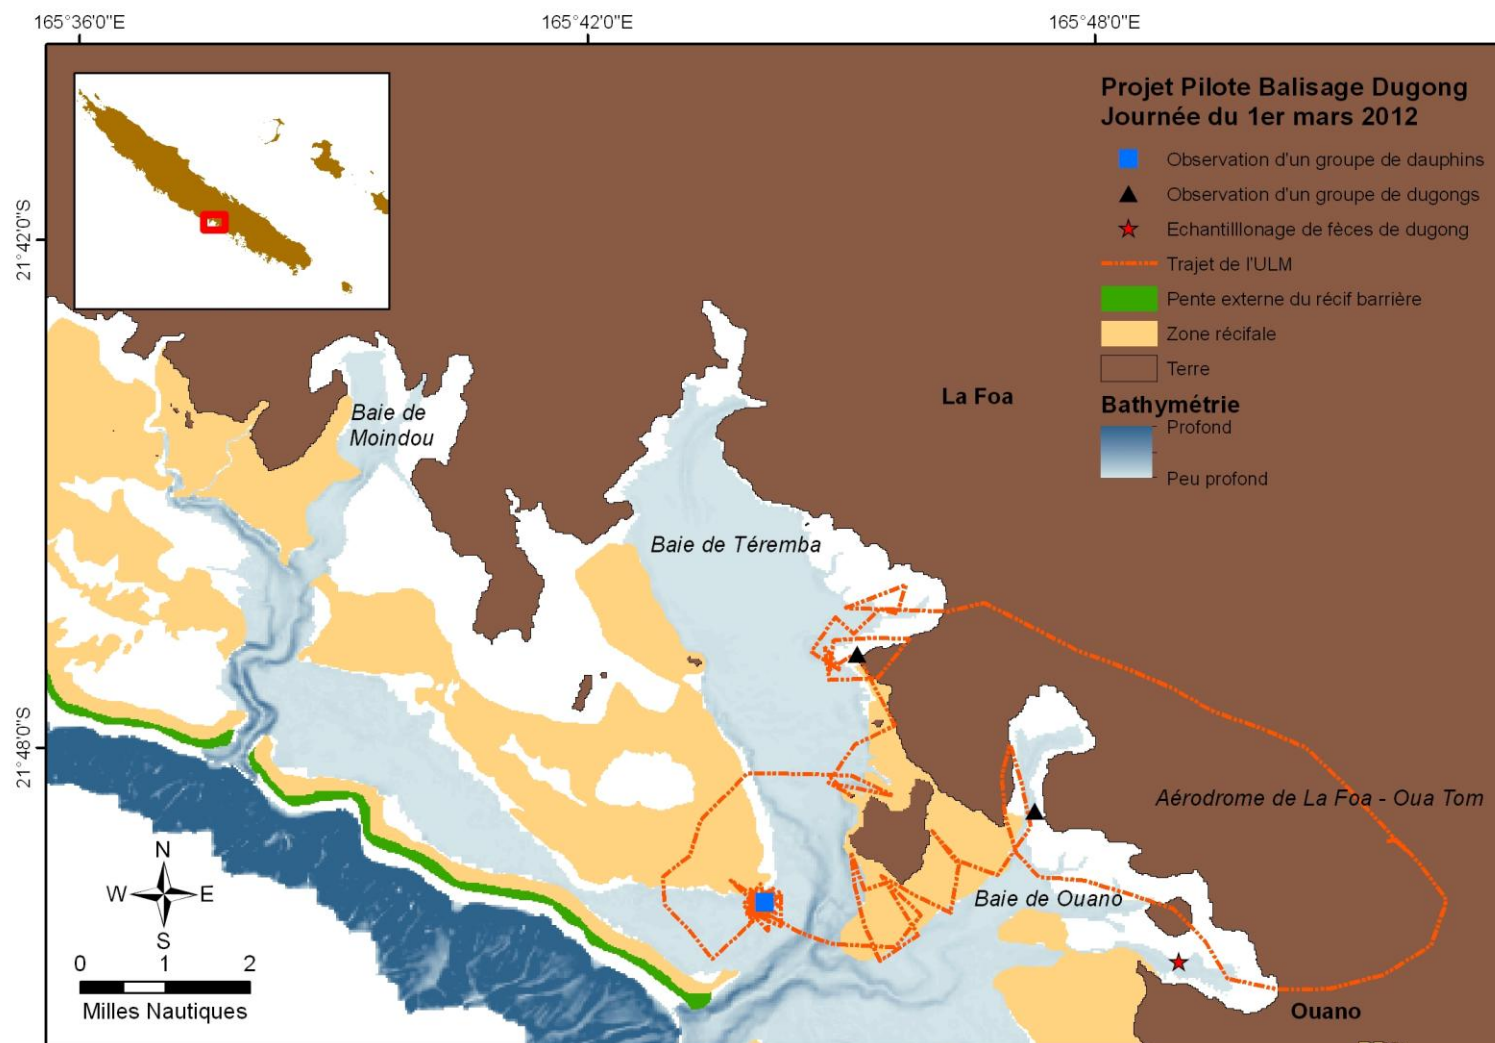 165°36'0"E
165°42'0"E
165°48'0"E
21°42'0"S
21°48'0"S
Projet Pilote Balisage Dugong
Journée du 1er mars 2012
Observation d'un groupe de dauphins
Observation d'un groupe de dugongs
Echantilllonage de fèces de dugong
Trajet de l'ULM
Pente externe du récif barrière
Zone récifale
Terre
Bathymétrie
Profond
Peu profond
La Foa
Baie de
Moindou
Baie de Téremba
Aérodrome de La Foa - Oua Tom
Baie de Ouano
Ouano
N
W
E
S
0 1 2
Milles Nautiques